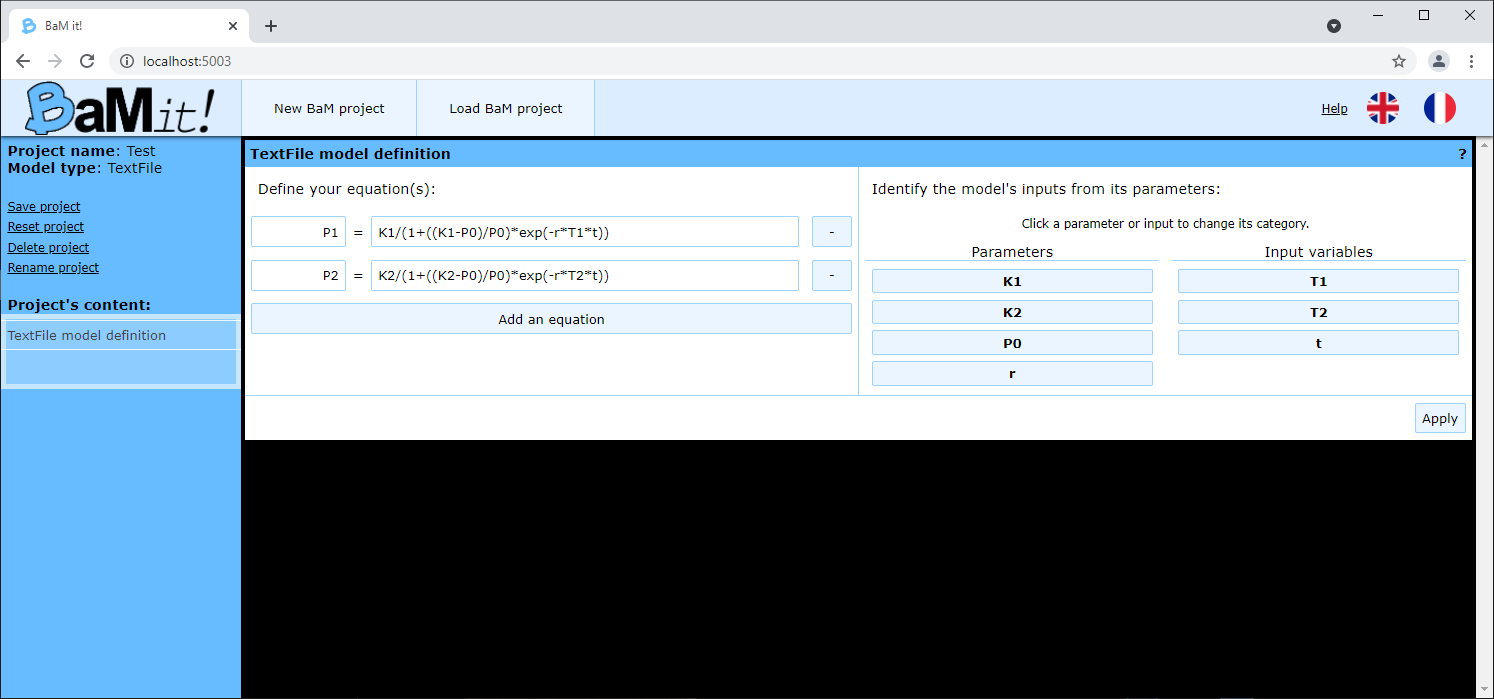 BaM it!
localhost:5003
BaM it!
New BaM project
Load BaM project
Help
Project name: Test
Model type: TextFile
Save project
Reset project
Delete project
Rename project
Project's content:
TextFile model definition
TextFile model definition
?
Define your equation(s):
P1 = K1/(1+((K1-P0)/P0)*exp(-r*T1*t)) -
P2 = K2/(1+((K2-P0)/P0)*exp(-r*T2*t)) -
Add an equation
Identify the model's inputs from its parameters:
Click a parameter or input to change its category.
Parameters
K1
K2
P0
r
Input variables
T1
T2
t
Apply